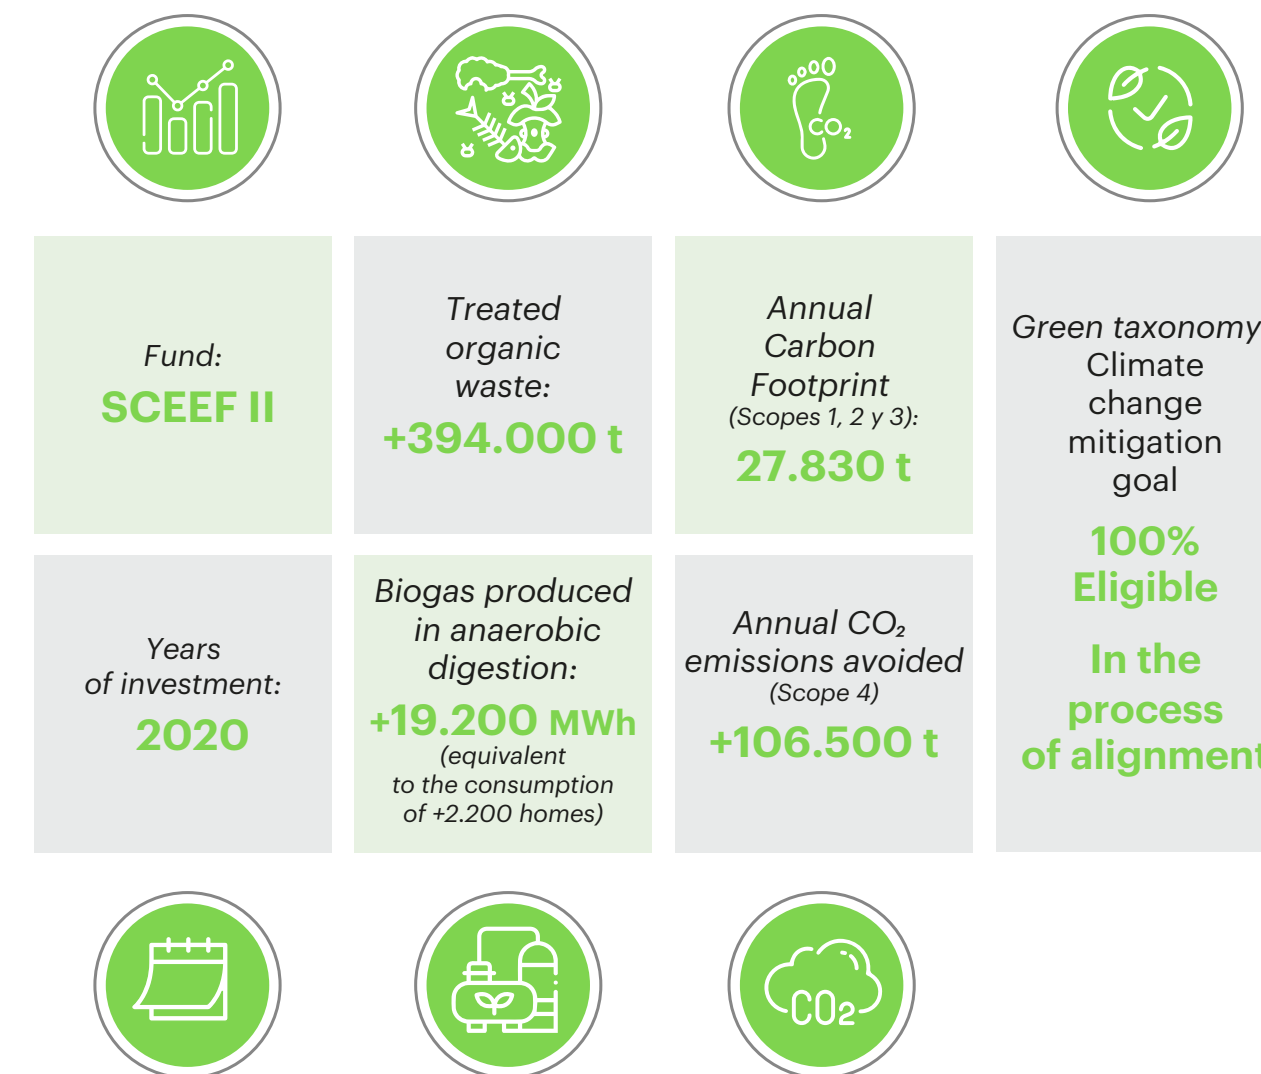 CO₂
Fund:
SCEEF II
Treated
organic
waste:
+394.000 t
Annual
Carbon
Footprint
(Scopes 1, 2 y 3):
27.830 t
Green taxonomy
Climate
change
mitigation
goal
100%
Eligible
In the
process
of alignment
Years
of investment:
2020
Biogas produced
in anaerobic
digestion:
+19.200 MWh
(equivalent
to the consumption
of +2.200 homes)
Annual CO₂
emissions avoided
(Scope 4)
+106.500 t
CO2